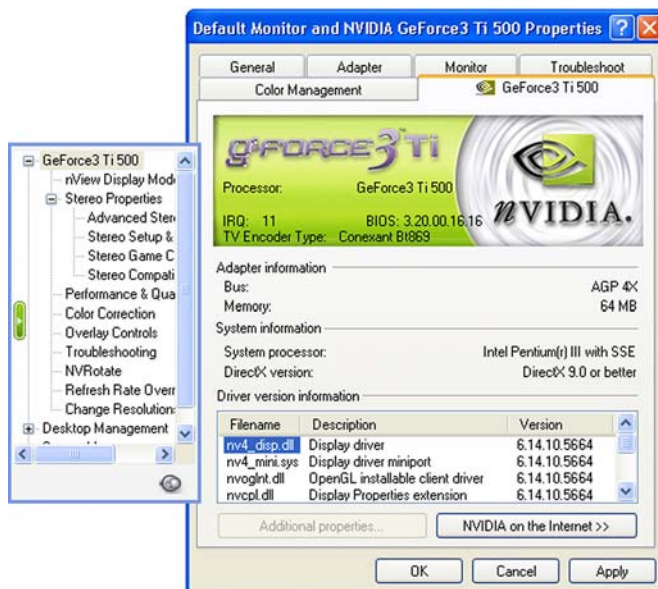 Default Monitor and NVIDIA GeForce3 Ti 500 Properties
General Adapter Monitor Troubleshoot
Color Management GeForce3 Ti 500
GeForce3 Ti 500
nView Display Mod
Stereo Properties
Advanced Ster
Stereo Setup &
Stereo Game C
Stereo Compati
Performance & Qua
Color Correction
Overlay Controls
Troubleshooting
NVRotate
Refresh Rate Overr
Change Resolution
Desktop Management
GEFORCE3 Ti
TM
Processor: GeForce3 Ti 500
IRQ: 11 BIOS: 3.20.00.16.16
TV Encoder Type: Conexant Bt869
nVIDIA.
Adapter information
Bus: AGP 4X
Memory: 64 MB
System information
System processor: Intel Pentium(r) III with SSE
DirectX version: DirectX 9.0 or better
Driver version information
Filename Description Version
nv4_disp.dll Display driver 6.14.10.5664
nv4_mini.sys Display driver miniport 6.14.10.5664
nvoglnt.dll OpenGL installable client driver 6.14.10.5664
nvcpl.dll Display Properties extension 6.14.10.5664
Additional properties... NVIDIA on the Internet >>
OK Cancel Apply